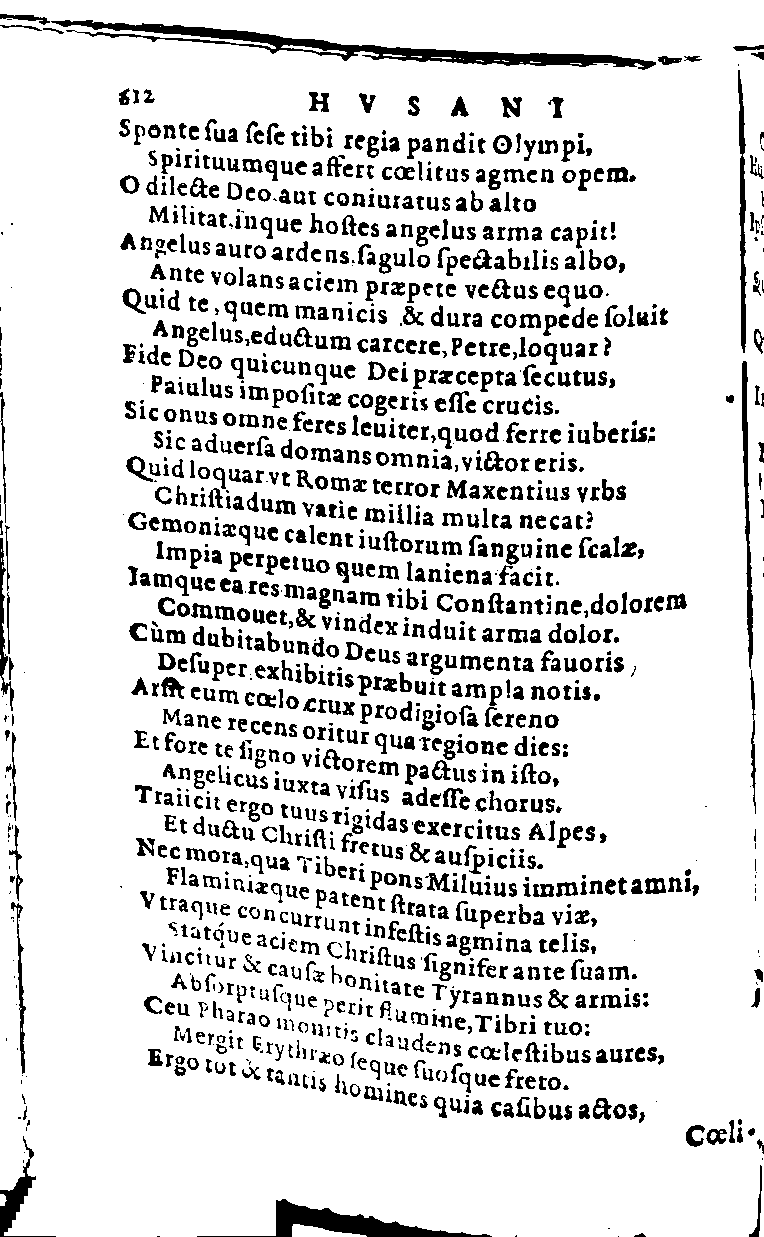 612 HVSANI
Sponte ſua ſeſe tibi regia pandit Olympi,
Spirituumque affert cœlitus agmen opem.
O dilecte Deo.aut coniuratus ab alto
Militat.inque hoſtes angelus arma capit!
Angelus auro ardens.ſagulo ſpectabilis albo,
Ante volans aciem præpete vectus equo.
Quid te, quem manicis & dura compede ſoluit
Angelus,eductum carcere,Petre,loquar?
Fide Deo quicunque Dei præcepta ſecutus,
Paiulus impoſitæ cogeris eſſe crucis.
Sic onus omne feres leuiter,quod ferre iuberis:
Sic aduerſa domans omnia,victor eris.
Quid loquar.vt Romæ terror Maxentius vrbs
Chriſtiadum varie millia multa necat?
Gemoniæque calent iuſtorum ſanguine ſcalæ,
Impia perpetuo quem laniena facit.
Iamque ea.res magnam tibi Conſtantine,dolorem
Commouet,& vindex induit arma dolor.
Cùm dubitabundo Deus argumenta fauoris,
Deſuper exhibitis præbuit ampla notis.
Arſit eum cœlo crux prodigioſa ſereno
Mane recens oritur qua regione dies:
Et fore te ſigno victorem pactus in iſto,
Angelicus iuxta viſus adeſſe chorus.
Traiicit ergo tuus rigidas exercitus Alpes,
Et ductu Chriſti fretus & auſpiciis.
Nec mora,qua Tiberi pons Miluius imminet amni,
Flaminiæque patent ſtrata ſuperba viæ,
Vtraque concurrunt infeſtis agmina telis,
Statq́ue aciem Chriſtus ſignifer ante ſuam.
Vincitur & cauſæ bonitate Tyrannus & armis:
Abſorptuſque perit flumine,Tibri tuo:
Ceu Pharao monitis claudens cœleſtibus aures,
Mergit Erythræo ſeque ſuoſque freto.
Ergo tot & tantis homines quia caſibus actos,
Cœli-